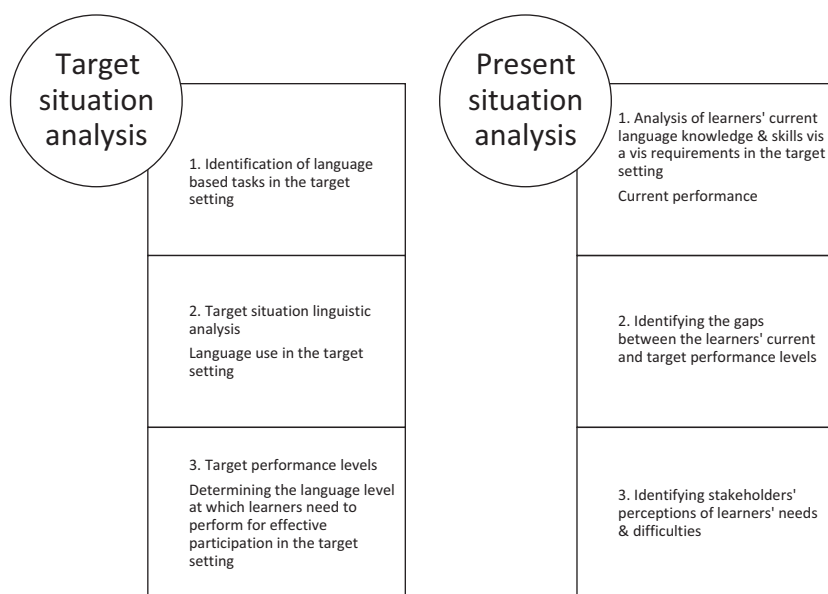 Target
situation
analysis
1. Identification of language
based tasks in the target
setting
2. Target situation linguistic
analysis
Language use in the target
setting
3. Target performance levels
Determining the language level
at which learners need to
perform for effective
participation in the target
setting
Present
situation
analysis
1. Analysis of learners' current
language knowledge & skills vis
a vis requirements in the target
setting
Current performance
2. Identifying the gaps
between the learners' current
and target performance levels
3. Identifying stakeholders'
perceptions of learners' needs
& difficulties